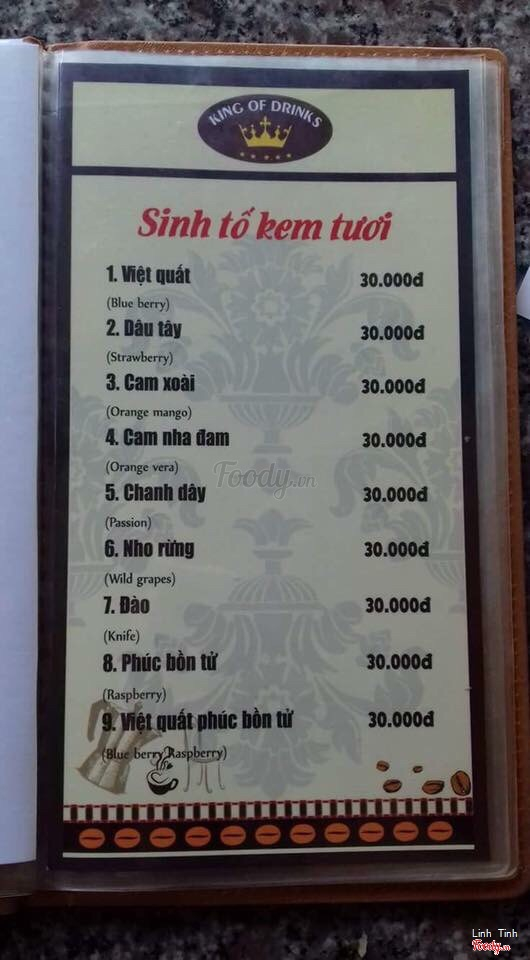 KING OF DRINKS
Sinh tố kem tươi
1. Việt quất 30.000đ
(Blue berry)
2. Dâu tây 30.000đ
(Strawberry)
3. Cam xoài 30.000đ
(Orange mango)
4. Cam nha đam 30.000đ
(Orange vera)
Foody.vn
5. Chanh dây 30.000đ
(Passion)
6. Nho rừng 30.000đ
(Wild grapes)
7. Đào 30.000đ
(Knife)
8. Phúc bồn tử 30.000đ
(Raspberry)
9. Việt quất phúc bồn tử 30.000đ
(Blue berry Raspberry)
Linh Tinh
Foody.vn